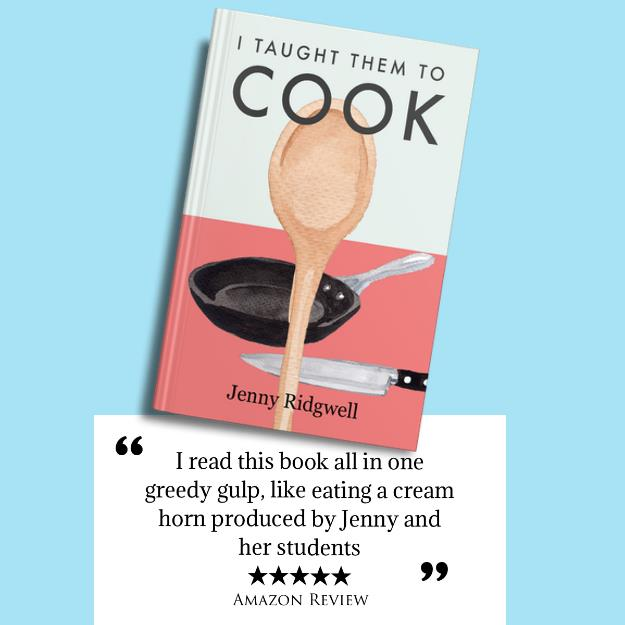 I TAUGHT THEM TO
COOK
Jenny Ridgwell
“ I read this book all in one
greedy gulp, like eating a cream
horn produced by Jenny and
her students
★★★★★ ”
AMAZON REVIEW